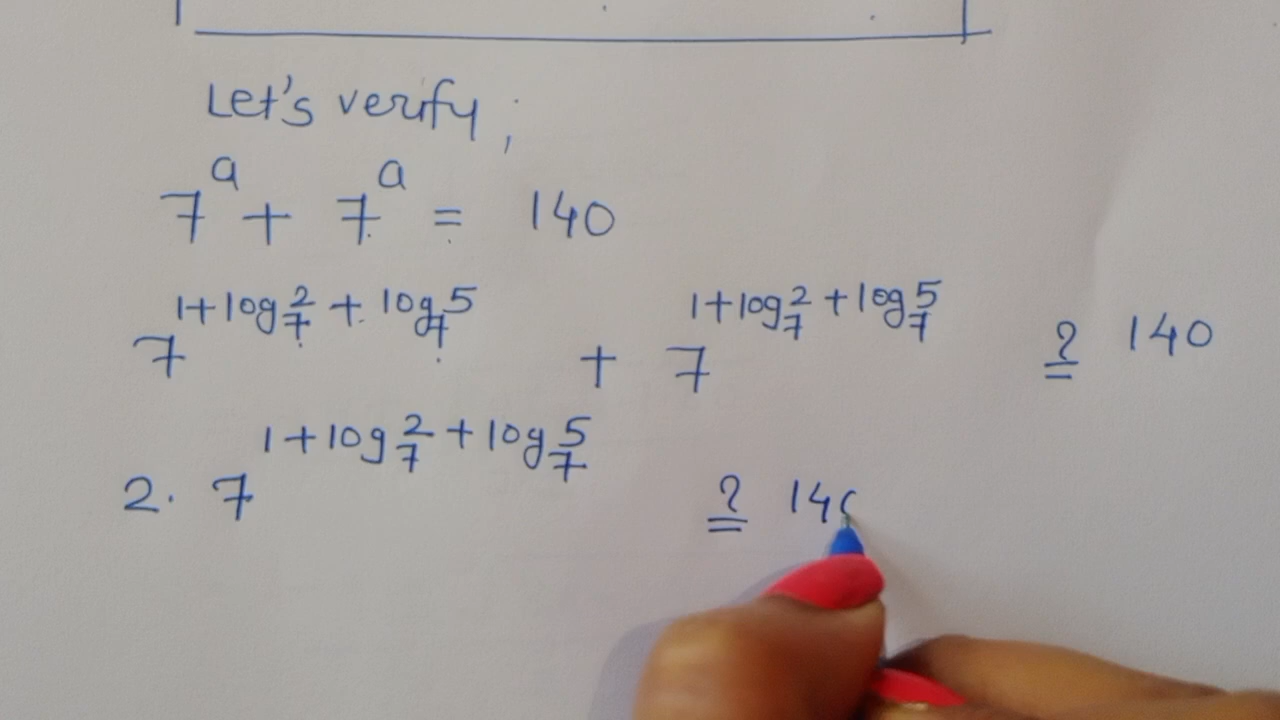 Let's verify;
7^a + 7^a = 140
7^(1+log_7 2 + log_7 5) + 7^(1+log_7 2 + log_7 5) ?= 140
2. 7^(1+log_7 2 + log_7 5) ?= 140